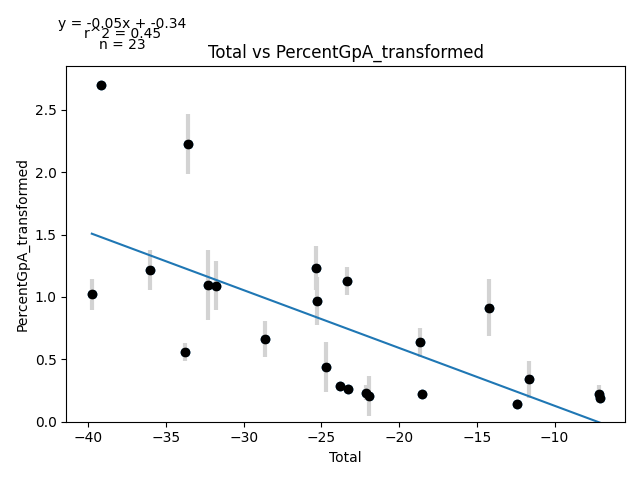 y = -0.05x + -0.34
r^2 = 0.45
n = 23
Total vs PercentGpA_transformed
PercentGpA_transformed
2.5
2.0
1.5
1.0
0.5
0.0
−40
−35
−30
−25
−20
−15
−10
Total